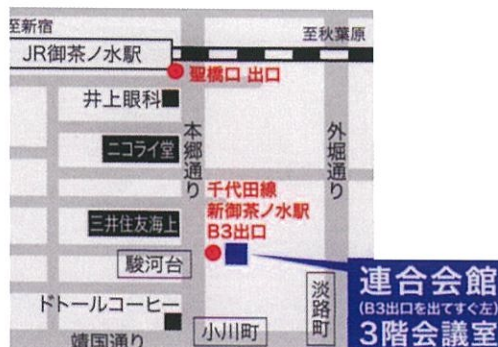 至新宿
至秋葉原
JR御茶ノ水駅
聖橋口 出口
井上眼科
本郷通り
外堀通り
ニコライ堂
千代田線
新御茶ノ水駅
B3出口
三井住友海上
駿河台
連合会館
(B3出口を出てすぐ左)
3階会議室
淡路町
ドトールコーヒー
小川町
靖国通り